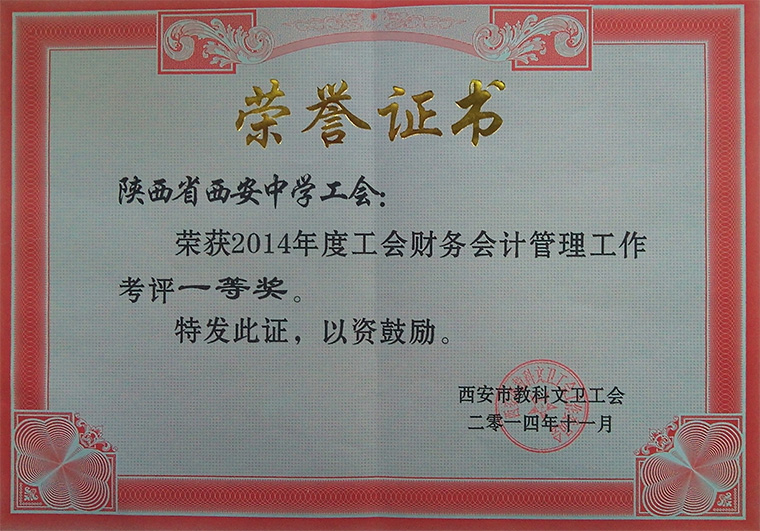 荣誉证书
陕西省西安中学工会：
荣获2014年度工会财务会计管理工作
考评一等奖。
特发此证，以资鼓励。
西安市教科文卫工会
二零一四年十一月